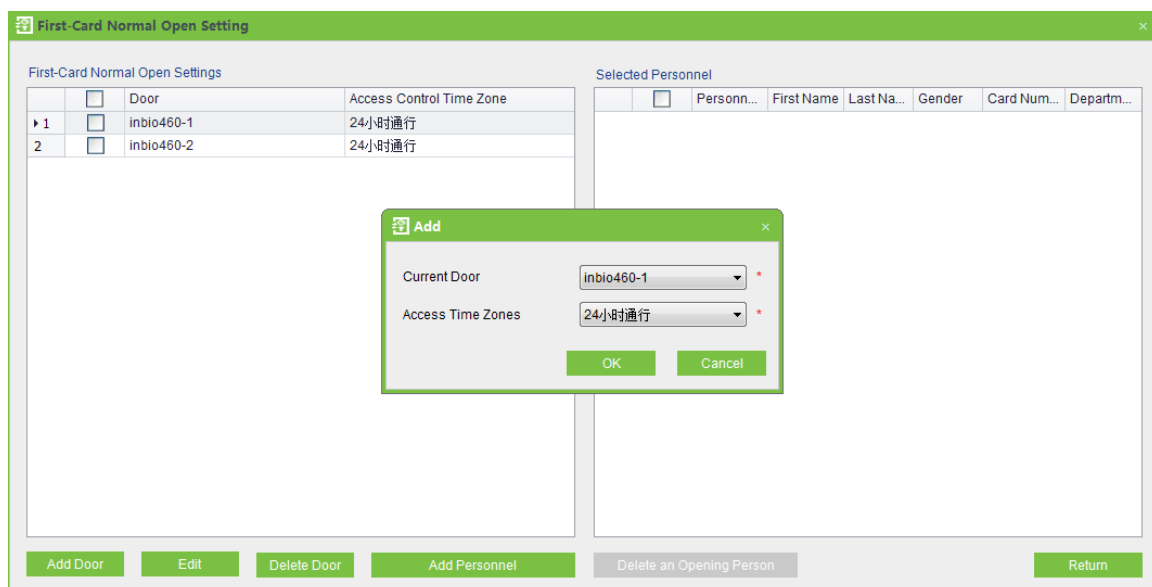 First-Card Normal Open Setting
First-Card Normal Open Settings
Door Access Control Time Zone
1 inbio460-1 24小时通行
2 inbio460-2 24小时通行
Selected Personnel
Personn... First Name Last Na... Gender Card Num... Departm...
Add
Current Door inbio460-1 *
Access Time Zones 24小时通行 *
OK Cancel
Add Door Edit Delete Door Add Personnel Delete an Opening Person Return